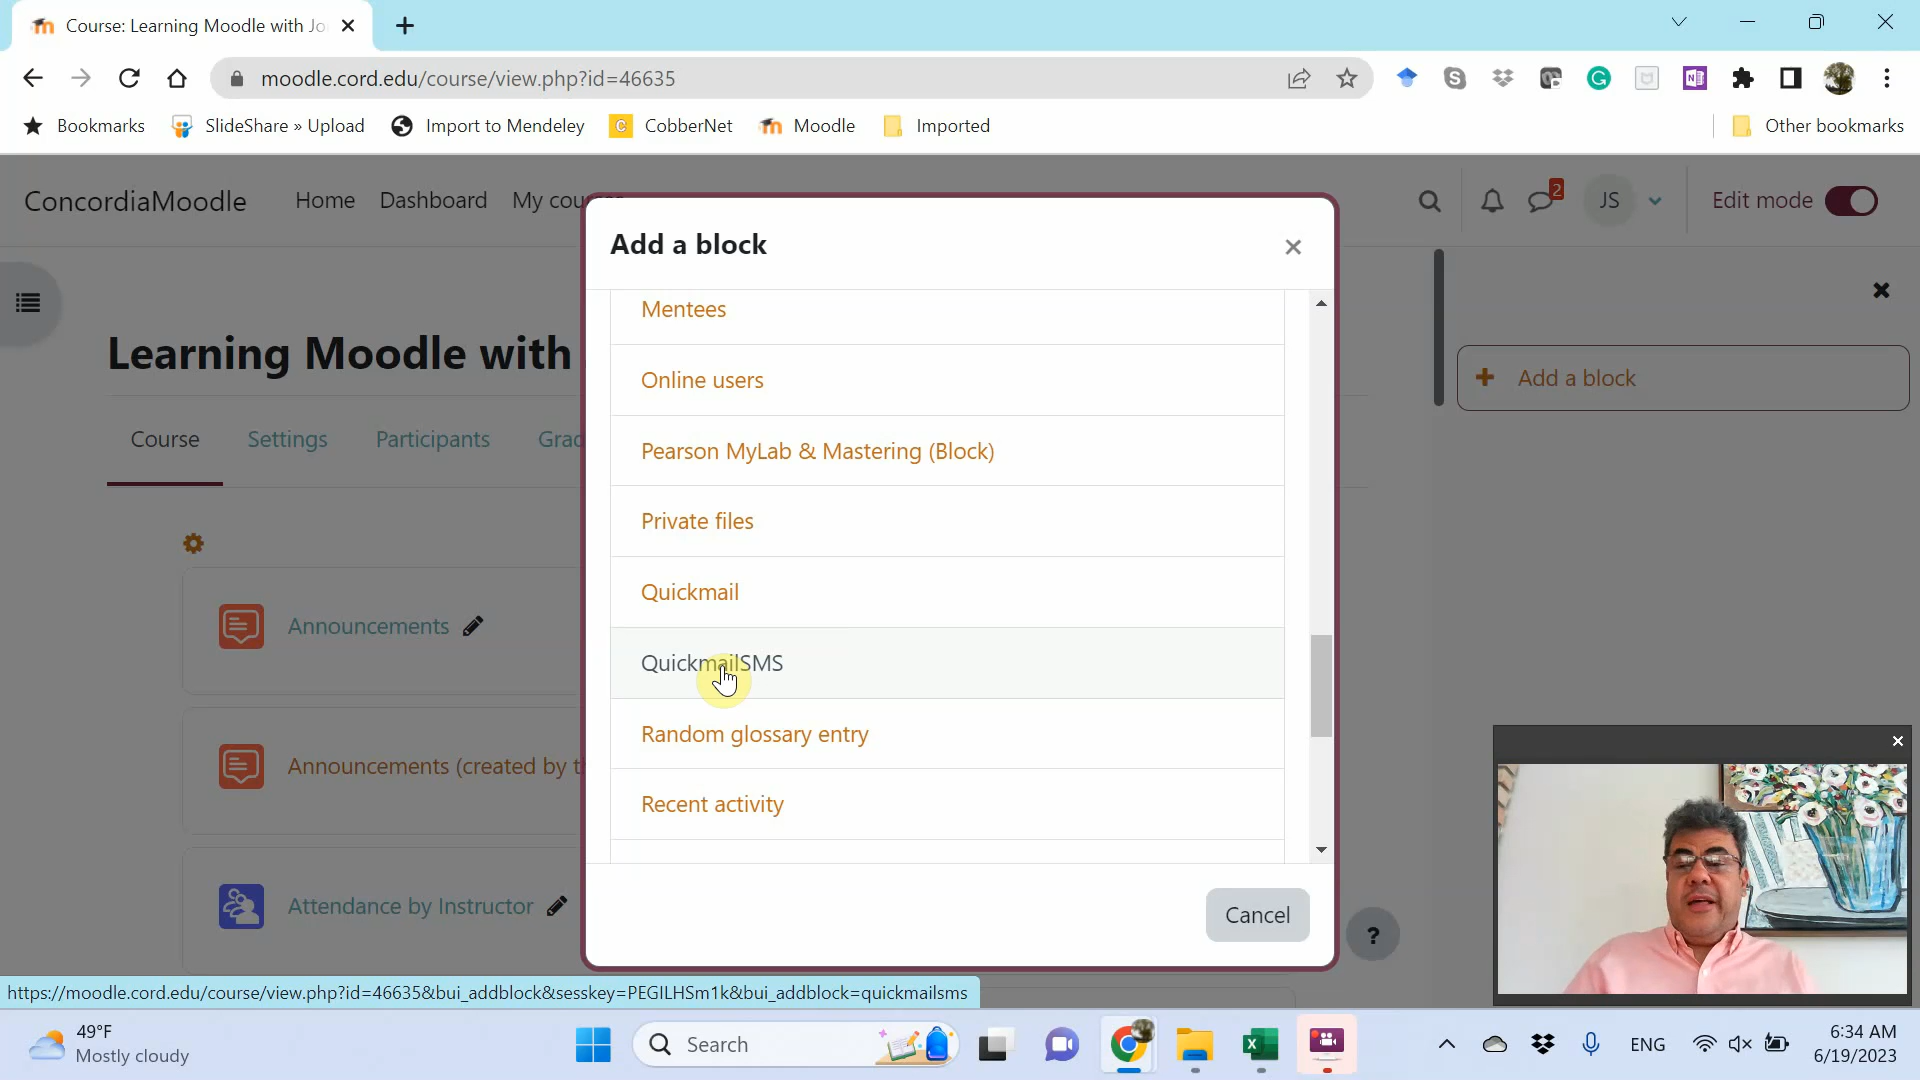 Course: Learning Moodle with Jo
moodle.cord.edu/course/view.php?id=46635
Bookmarks
SlideShare » Upload
Import to Mendeley
CobberNet
Moodle
Imported
Other bookmarks
ConcordiaMoodle
Home
Dashboard
My cou
2
JS
Edit mode
Add a block
Learning Moodle with
Course
Settings
Participants
Grad
Mentees
Online users
Pearson MyLab & Mastering (Block)
Private files
Quickmail
QuickmailSMS
Random glossary entry
Recent activity
Cancel
Add a block
Announcements
Announcements (created by th
Attendance by Instructor
?
https://moodle.cord.edu/course/view.php?id=46635&bui_addblock&sesskey=PEGILHSm1k&bui_addblock=quickmailsms
49°F
Mostly cloudy
Search
ENG
6:34 AM
6/19/2023